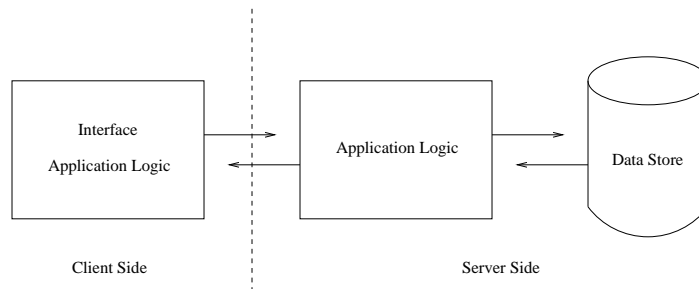 Interface
Application Logic
Application Logic
Data Store
Client Side
Server Side